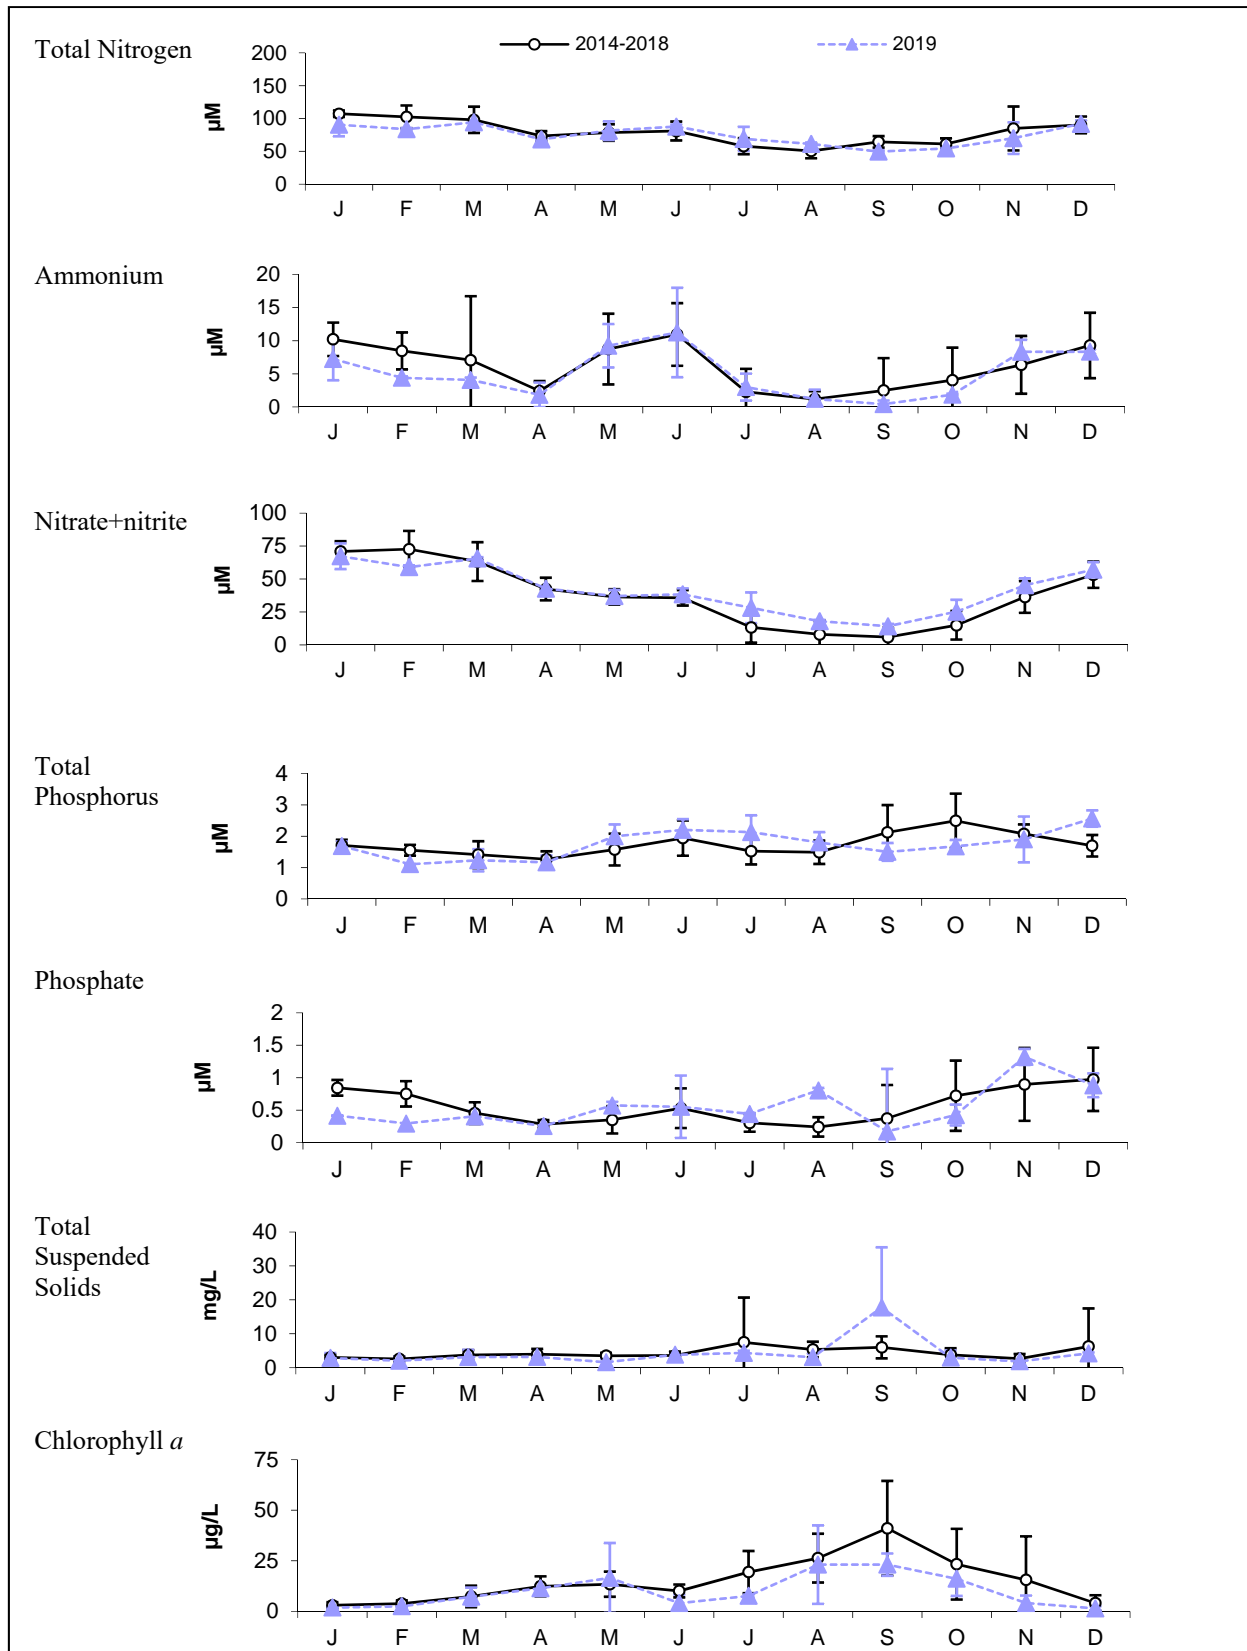 Total Nitrogen
2014-2018
2019
200
150
100
50
0
µM
J F M A M J J A S O N D
Ammonium
20
15
10
5
0
µM
J F M A M J J A S O N D
Nitrate+nitrite
100
75
50
25
0
µM
J F M A M J J A S O N D
Total
Phosphorus
4
3
2
1
0
µM
J F M A M J J A S O N D
Phosphate
2
1.5
1
0.5
0
µM
J F M A M J J A S O N D
Total
Suspended
Solids
40
30
20
10
0
mg/L
J F M A M J J A S O N D
Chlorophyll a
75
50
25
0
µg/L
J F M A M J J A S O N D